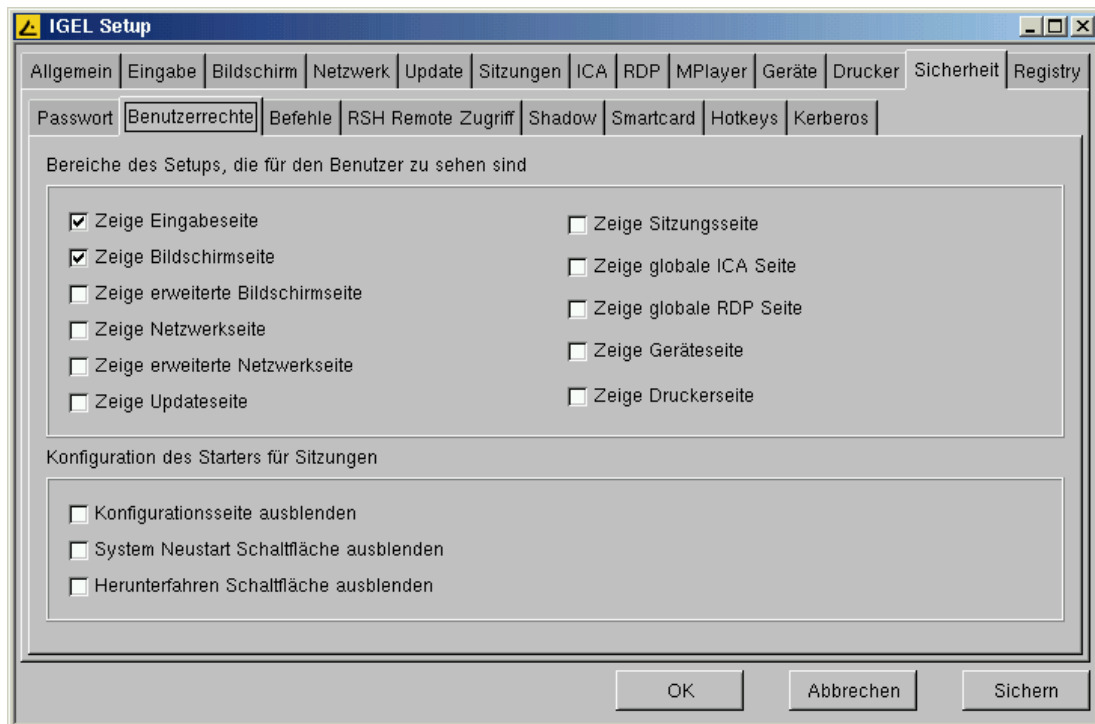 IGEL Setup
Allgemein Eingabe Bildschirm Netzwerk Update Sitzungen ICA RDP MPlayer Geräte Drucker Sicherheit Registry
Passwort Benutzerrechte Befehle RSH Remote Zugriff Shadow Smartcard Hotkeys Kerberos
Bereiche des Setups, die für den Benutzer zu sehen sind
Zeige Eingabeseite
Zeige Bildschirmseite
Zeige erweiterte Bildschirmseite
Zeige Netzwerkseite
Zeige erweiterte Netzwerkseite
Zeige Updateseite
Zeige Sitzungsseite
Zeige globale ICA Seite
Zeige globale RDP Seite
Zeige Geräteseite
Zeige Druckerseite
Konfiguration des Starters für Sitzungen
Konfigurationsseite ausblenden
System Neustart Schaltfläche ausblenden
Herunterfahren Schaltfläche ausblenden
OK Abbrechen Sichern